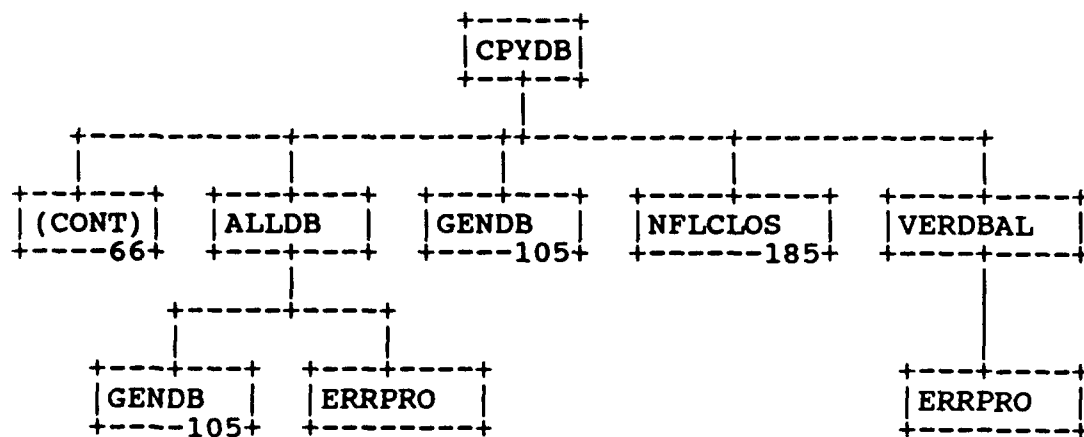 CPYDB
(CONT) ALLDB GENDB NFLCLOS VERDBAL
66 105 185
GENDB ERRPRO ERRPRO
105